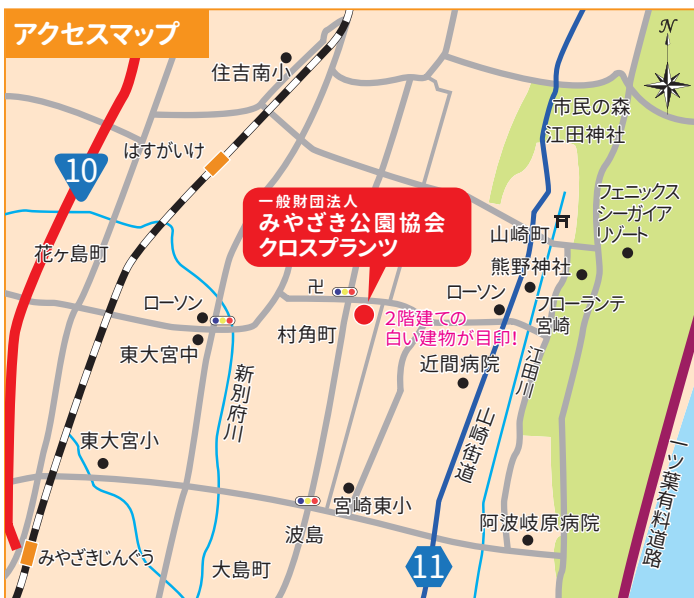 アクセスマップ
N
住吉南小
市民の森
江田神社
はすがいけ
10
フェニックス
シーガイア
リゾート
一般財団法人
みやざき公園協会
クロスプランツ
山崎町
花ヶ島町
熊野神社
卍
ローソン
ローソン
フローランテ
宮崎
2階建ての
白い建物が目印!
村角町
東大宮中
近間病院
江田川
新別府川
山崎街道
東大宮小
一ツ葉有料道路
宮崎東小
阿波岐原病院
波島
みやざきじんぐう
大島町
11